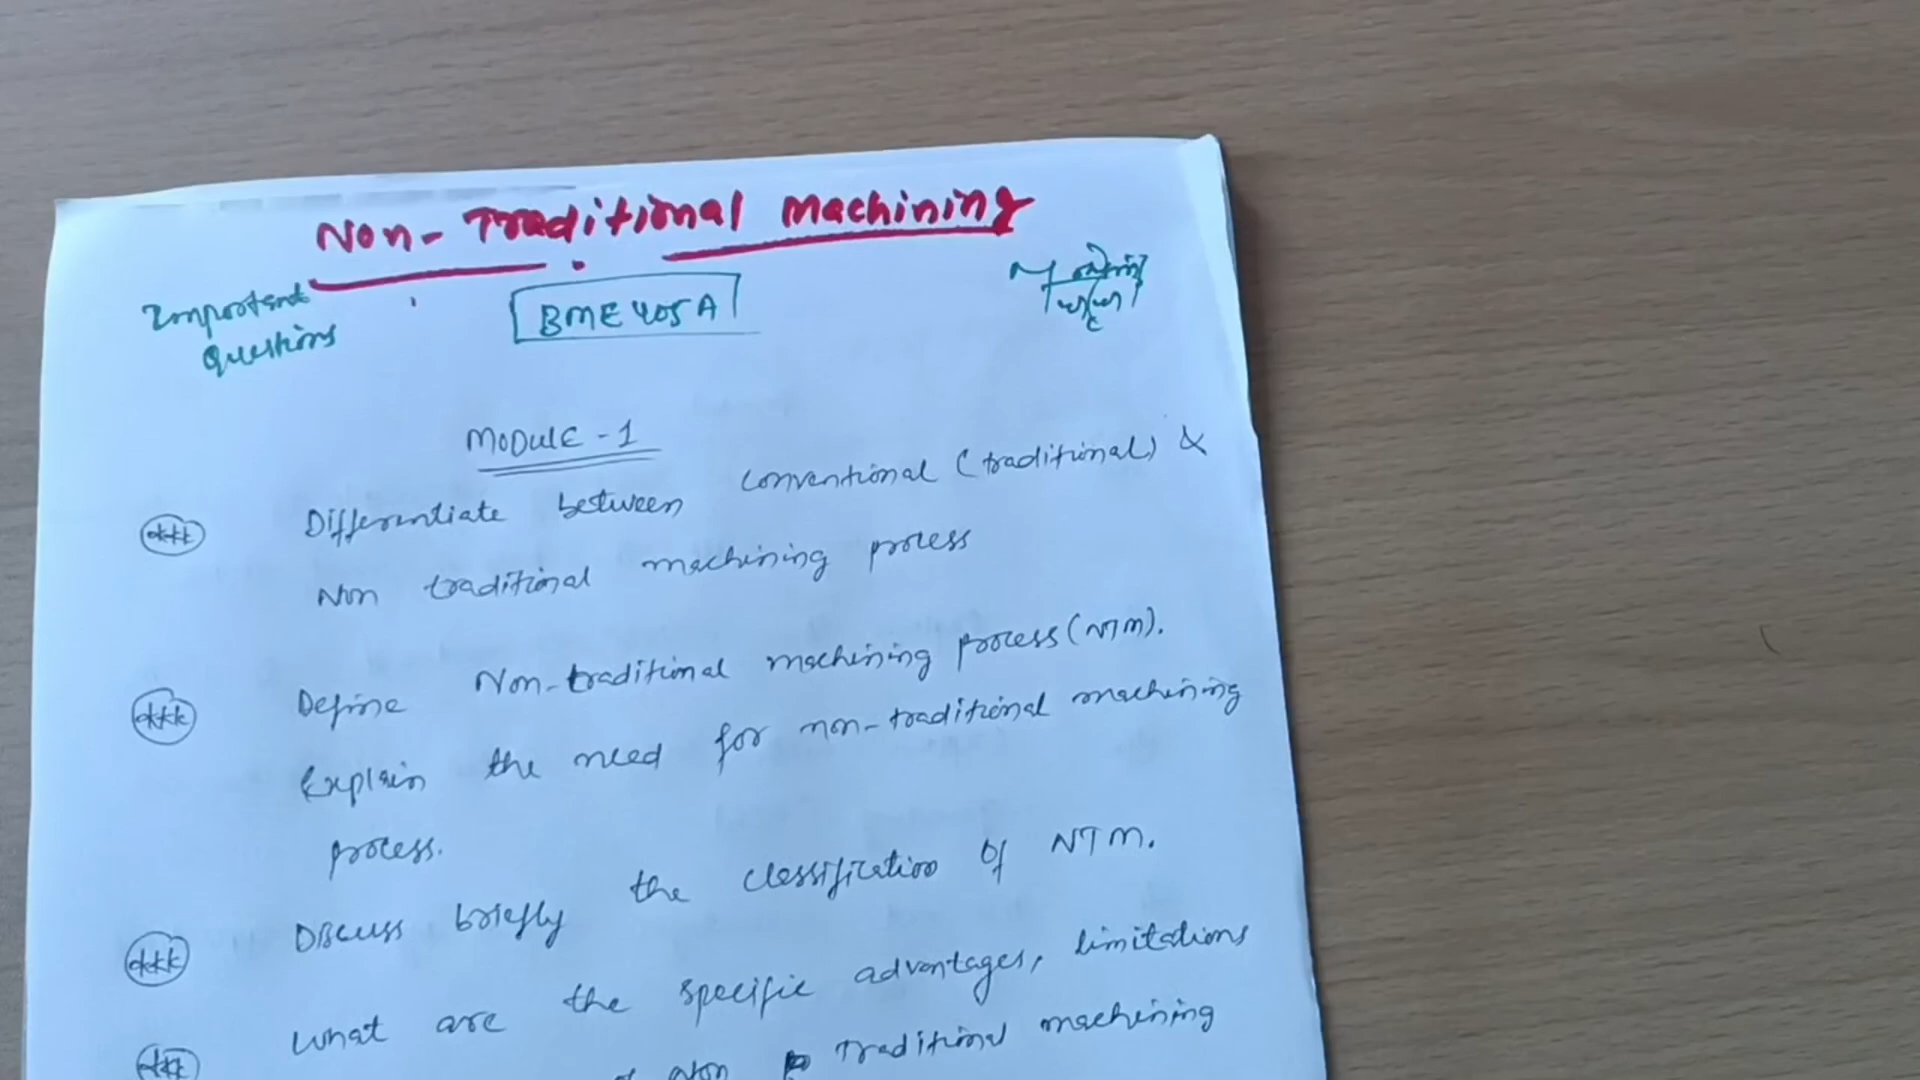 Non-Traditional Machining
Important
Questions
BME405A
MODULE-1
Differentiate between conventional (traditional) &
Non traditional machining process
Define Non-traditional machining process (NTM).
Explain the need for non-traditional machining
process.
Discuss briefly the classification of NTM.
What are the specific advantages, limitations
Non Traditional machining